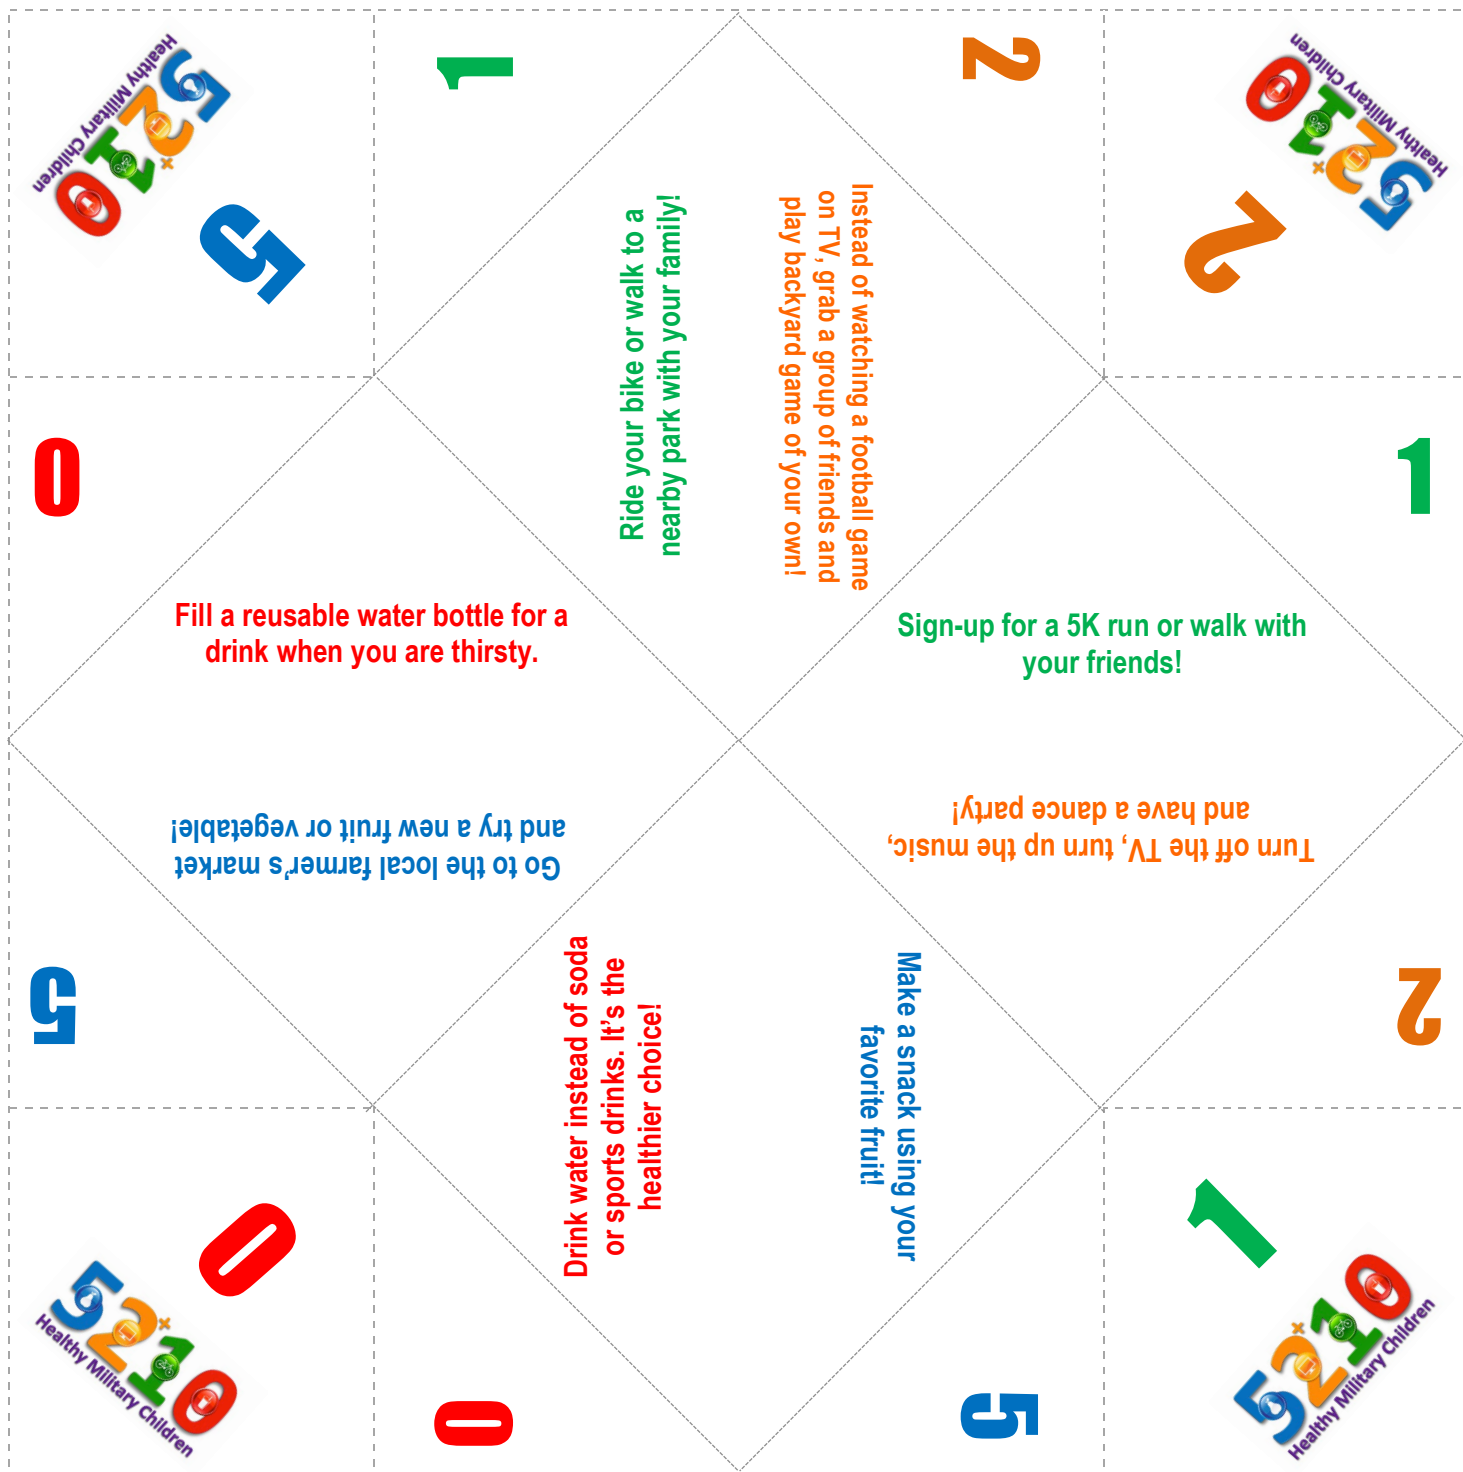 5210
Healthy Military Children
5
1
2
5210
Healthy Military Children
2
Ride your bike or walk to a
nearby park with your family!
Instead of watching a football game
on TV, grab a group of friends and
play backyard game of your own!
0
1
Fill a reusable water bottle for a
drink when you are thirsty.
Sign-up for a 5K run or walk with
your friends!
Go to the local farmer’s market
and try a new fruit or vegetable!
Turn off the TV, turn up the music,
and have a dance party!
5
2
Drink water instead of soda
or sports drinks. It’s the
healthier choice!
Make a snack using your
favorite fruit!
0
5210
Healthy Military Children
0
5
1
5210
Healthy Military Children